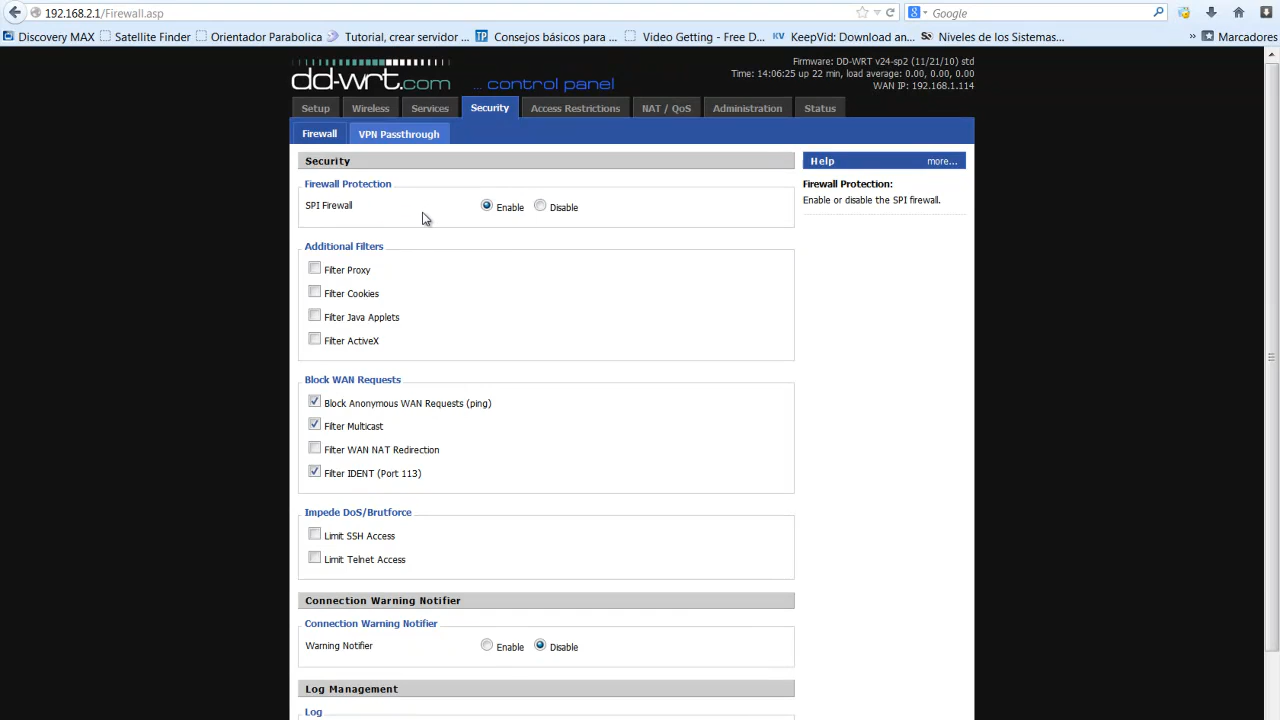 192.168.2.1/Firewall.asp
Google
Discovery MAX Satellite Finder Orientador Parabolica Tutorial, crear servidor ... Consejos básicos para ... Video Getting - Free D... KeepVid: Download an... Niveles de los Sistemas... » Marcadores
Firmware: DD-WRT v24-sp2 (11/21/10) std
Time: 14:06:25 up 22 min, load average: 0.00, 0.00, 0.00
WAN IP: 192.168.1.114
dd-wrt.com ... control panel
Setup Wireless Services Security Access Restrictions NAT / QoS Administration Status
Firewall VPN Passthrough
Security
Firewall Protection
SPI Firewall Enable Disable
Additional Filters
Filter Proxy
Filter Cookies
Filter Java Applets
Filter ActiveX
Block WAN Requests
Block Anonymous WAN Requests (ping)
Filter Multicast
Filter WAN NAT Redirection
Filter IDENT (Port 113)
Impede DoS/Brutforce
Limit SSH Access
Limit Telnet Access
Connection Warning Notifier
Connection Warning Notifier
Warning Notifier Enable Disable
Log Management
Log
Help more...
Firewall Protection:
Enable or disable the SPI firewall.